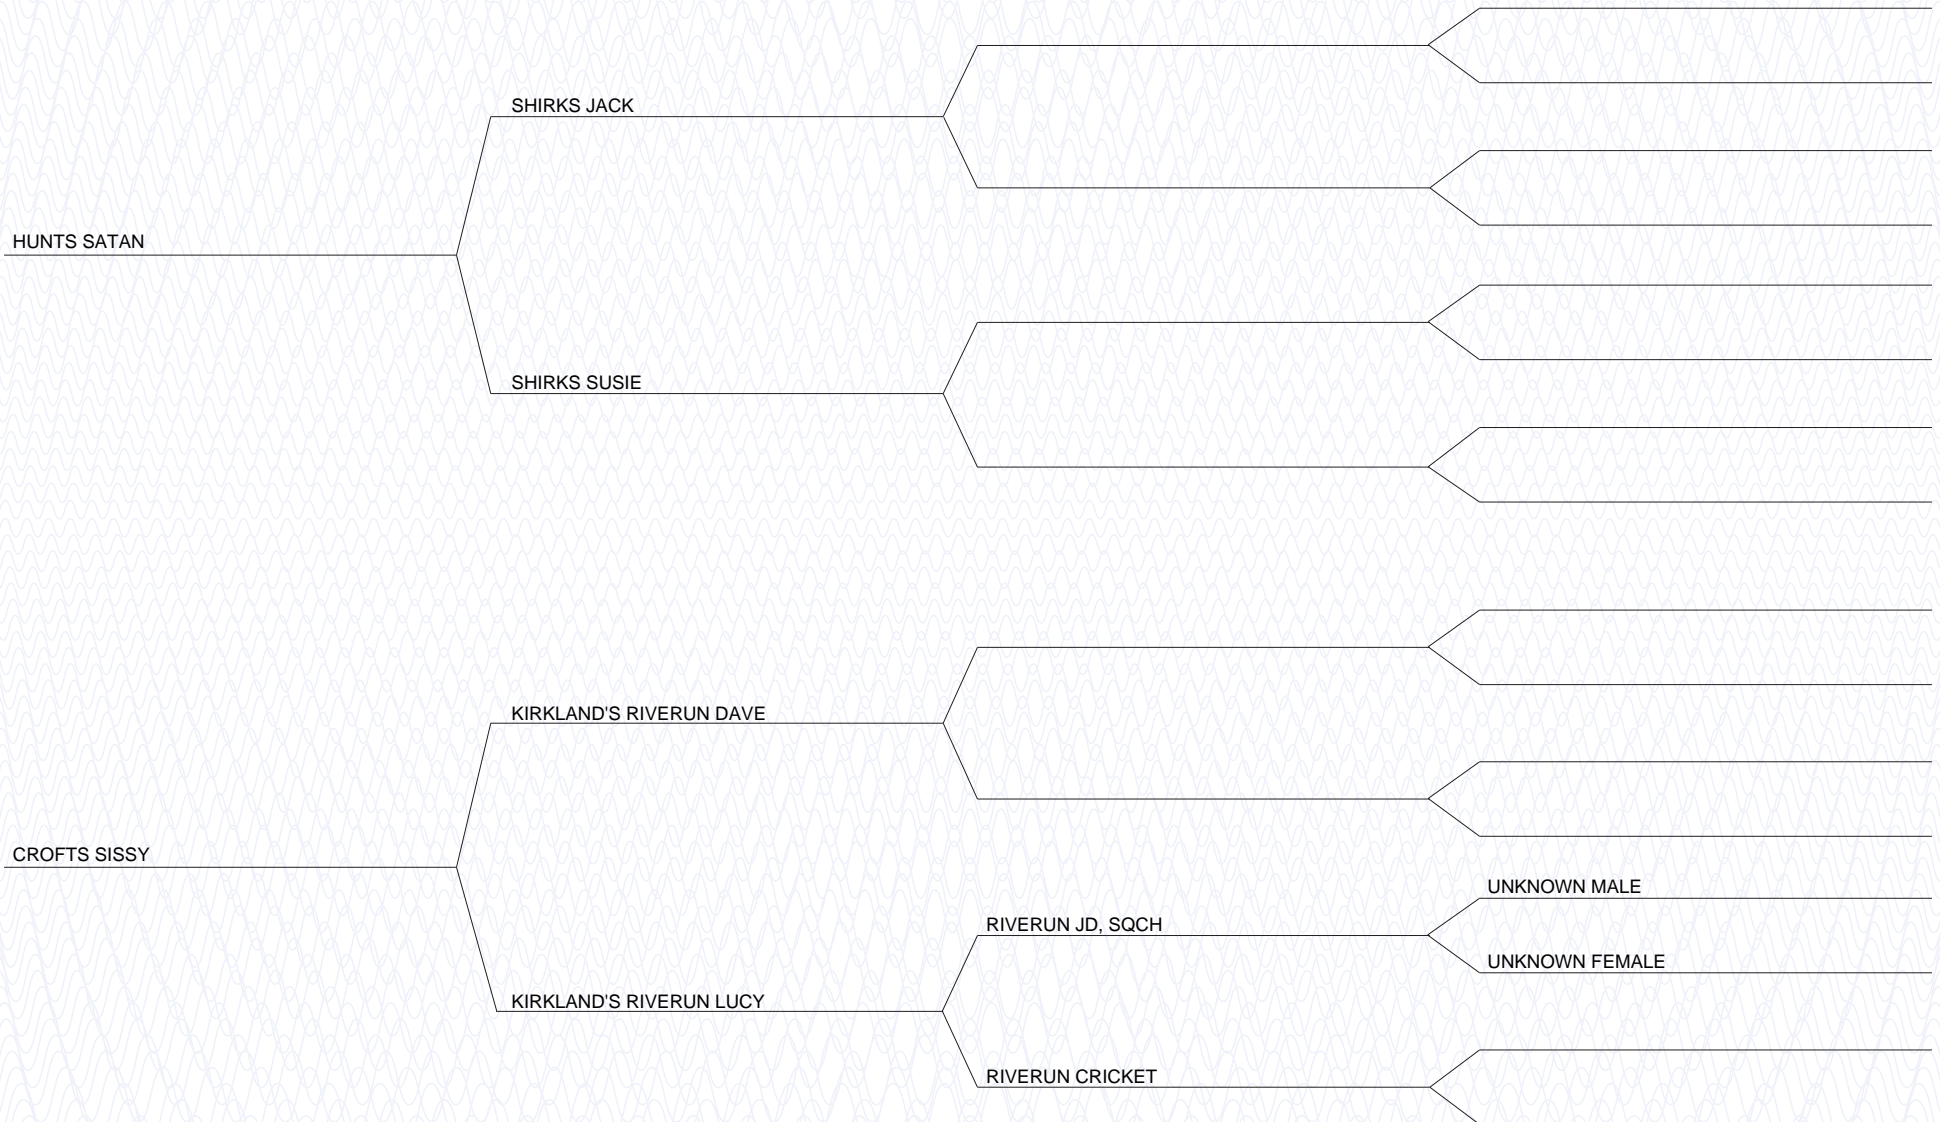 SHIRKS JACK
HUNTS SATAN
SHIRKS SUSIE
KIRKLAND'S RIVERUN DAVE
CROFTS SISSY
UNKNOWN MALE
RIVERUN JD, SQCH
UNKNOWN FEMALE
KIRKLAND'S RIVERUN LUCY
RIVERUN CRICKET